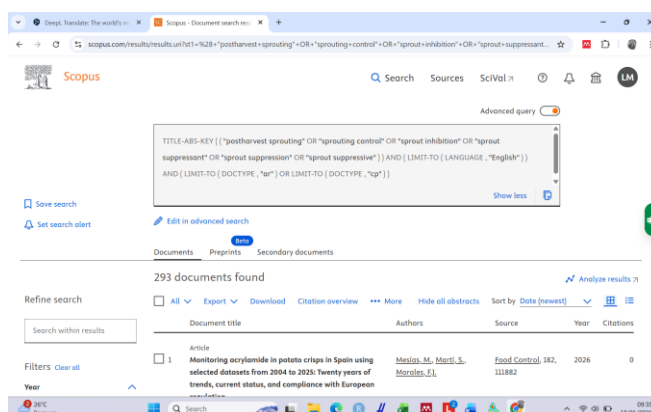 DeepL Translate: The world's m
Scopus - Document search resu
scopus.com/results/results.uri?st1=%28+"postharvest+sprouting"+OR+"sprouting+control"+OR+"sprout+inhibition"+OR+"sprout+suppressant...
Scopus
Search Sources SciVal LM
Advanced query
TITLE-ABS-KEY ( ( "postharvest sprouting" OR "sprouting control" OR "sprout inhibition" OR "sprout
suppressant" OR "sprout suppression" OR "sprout suppressive" ) ) AND ( LIMIT-TO ( LANGUAGE , "English" ) )
AND ( LIMIT-TO ( DOCTYPE , "ar" ) OR LIMIT-TO ( DOCTYPE , "cp" ) )
Show less
Save search
Set search alert
Edit in advanced search
Beta
Documents Preprints Secondary documents
293 documents found
Analyze results
Refine search
All Export Download Citation overview More Hide all abstracts Sort by Date (newest)
Search within results
Document title Authors Source Year Citations
Filters Clear all
Year
Article
1 Monitoring acrylamide in potato crisps in Spain using Mesías, M., Martí, S., Food Control, 182, 2026 0
selected datasets from 2004 to 2025: Twenty years of Morales, F.J. 111882
trends, current status, and compliance with European
regulation
26°C
Search
09:35